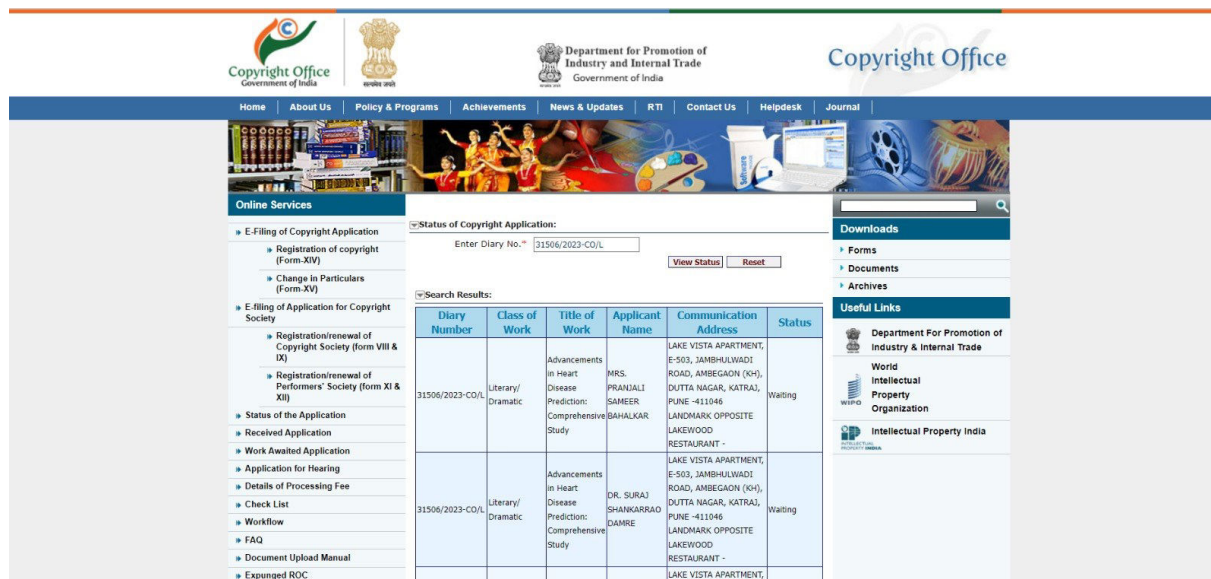 Copyright Office
Government of India
सत्यमेव जयते
Department for Promotion of
Industry and Internal Trade
Government of India
Copyright Office
Home About Us Policy & Programs Achievements News & Updates RTI Contact Us Helpdesk Journal
Software
Online Services
E-Filing of Copyright Application
Registration of copyright
(Form-XIV)
Change in Particulars
(Form-XV)
E-filing of Application for Copyright
Society
Registration/renewal of
Copyright Society (form VIII &
IX)
Registration/renewal of
Performers' Society (form XI &
XII)
Status of the Application
Received Application
Work Awaited Application
Application for Hearing
Details of Processing Fee
Check List
Workflow
FAQ
Document Upload Manual
Expunged ROC
Status of Copyright Application:
Enter Diary No.* 31506/2023-CO/L
View Status Reset
Search Results:
Diary
Number
Class of
Work
Title of
Work
Applicant
Name
Communication
Address
Status
31506/2023-CO/L
Literary/
Dramatic
Advancements
in Heart
Disease
Prediction:
Comprehensive
Study
MRS.
PRANJALI
SAMEER
BAHALKAR
LAKE VISTA APARTMENT,
E-503, JAMBHULWADI
ROAD, AMBEGAON (KH),
DUTTA NAGAR, KATRAJ,
PUNE -411046
LANDMARK OPPOSITE
LAKEWOOD
RESTAURANT -
Waiting
31506/2023-CO/L
Literary/
Dramatic
Advancements
in Heart
Disease
Prediction:
Comprehensive
Study
DR. SURAJ
SHANKARRAO
DAMRE
LAKE VISTA APARTMENT,
E-503, JAMBHULWADI
ROAD, AMBEGAON (KH),
DUTTA NAGAR, KATRAJ,
PUNE -411046
LANDMARK OPPOSITE
LAKEWOOD
RESTAURANT -
Waiting
LAKE VISTA APARTMENT,
Downloads
Forms
Documents
Archives
Useful Links
Department For Promotion of
Industry & Internal Trade
WIPO
World
Intellectual
Property
Organization
INTELLECTUAL
PROPERTY INDIA
Intellectual Property India